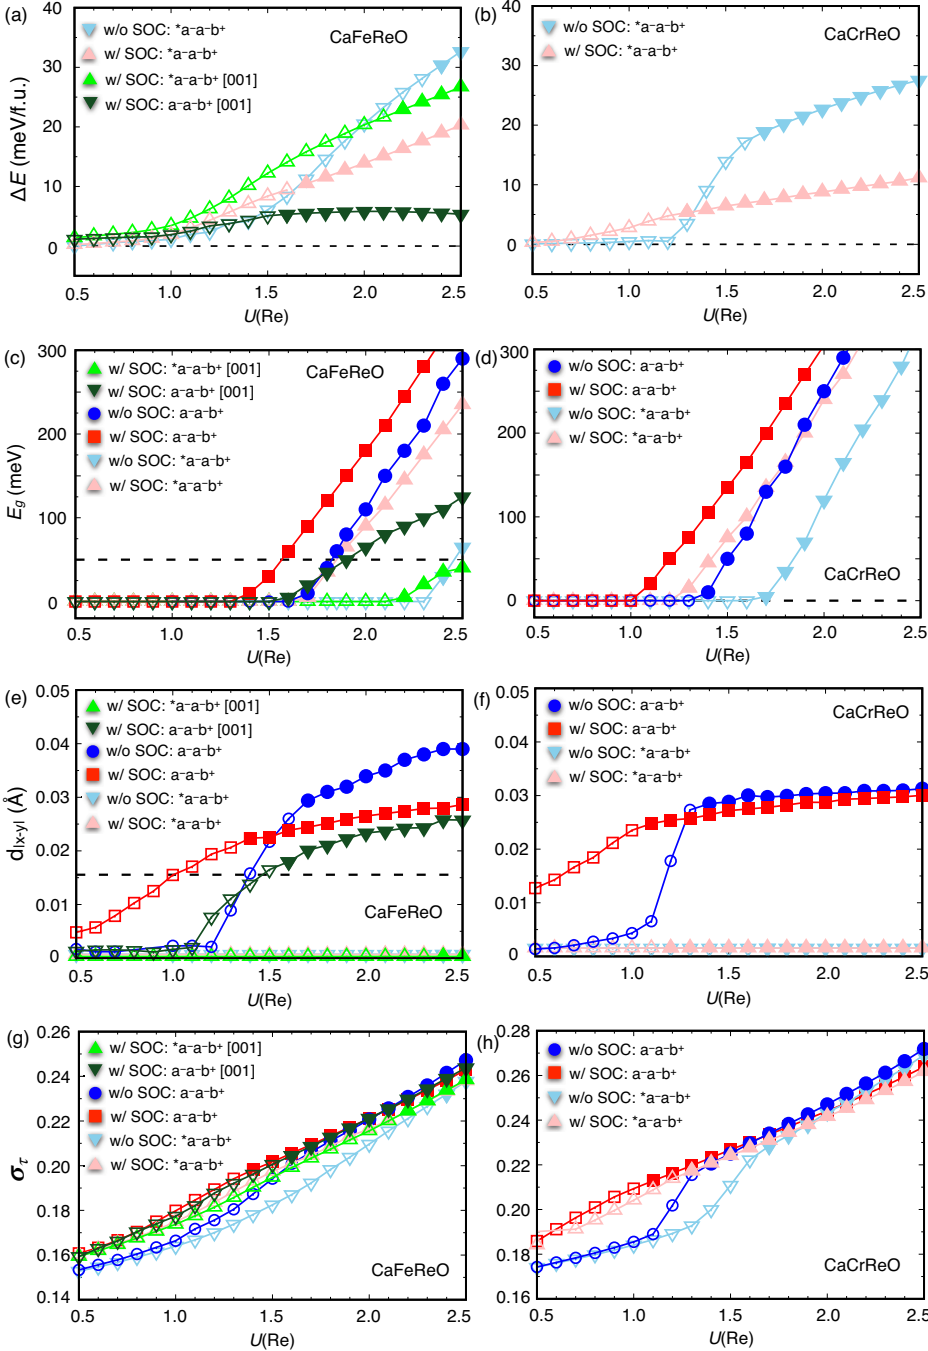 (a)
40
30
20
10
0
ΔE (meV/f.u.)
w/o SOC: *a⁻a⁻b⁺
w/ SOC: *a⁻a⁻b⁺
w/ SOC: *a⁻a⁻b⁺ [001]
w/ SOC: a⁻a⁻b⁺ [001]
CaFeReO
0.5 1.0 1.5 2.0 2.5
U(Re)
(b)
40
30
20
10
0
w/o SOC: *a⁻a⁻b⁺
w/ SOC: *a⁻a⁻b⁺
CaCrReO
0.5 1.0 1.5 2.0 2.5
U(Re)
(c)
300
200
100
0
E_g (meV)
w/ SOC: *a⁻a⁻b⁺ [001]
w/ SOC: a⁻a⁻b⁺ [001]
w/o SOC: a⁻a⁻b⁺
w/ SOC: a⁻a⁻b⁺
w/o SOC: *a⁻a⁻b⁺
w/ SOC: *a⁻a⁻b⁺
CaFeReO
0.5 1.0 1.5 2.0 2.5
U(Re)
(d)
300
200
100
0
w/o SOC: a⁻a⁻b⁺
w/ SOC: a⁻a⁻b⁺
w/o SOC: *a⁻a⁻b⁺
w/ SOC: *a⁻a⁻b⁺
CaCrReO
0.5 1.0 1.5 2.0 2.5
U(Re)
(e)
0.05
0.04
0.03
0.02
0.01
0
d|x-y| (Å)
w/ SOC: *a⁻a⁻b⁺ [001]
w/ SOC: a⁻a⁻b⁺ [001]
w/o SOC: a⁻a⁻b⁺
w/ SOC: a⁻a⁻b⁺
w/o SOC: *a⁻a⁻b⁺
w/ SOC: *a⁻a⁻b⁺
CaFeReO
0.5 1.0 1.5 2.0 2.5
U(Re)
(f)
0.05
0.04
0.03
0.02
0.01
0
w/o SOC: a⁻a⁻b⁺
w/ SOC: a⁻a⁻b⁺
w/o SOC: *a⁻a⁻b⁺
w/ SOC: *a⁻a⁻b⁺
CaCrReO
0.5 1.0 1.5 2.0 2.5
U(Re)
(g)
0.26
0.24
0.22
0.20
0.18
0.16
0.14
σ_τ
w/ SOC: *a⁻a⁻b⁺ [001]
w/ SOC: a⁻a⁻b⁺ [001]
w/o SOC: a⁻a⁻b⁺
w/ SOC: a⁻a⁻b⁺
w/o SOC: *a⁻a⁻b⁺
w/ SOC: *a⁻a⁻b⁺
CaFeReO
0.5 1.0 1.5 2.0 2.5
U(Re)
(h)
0.28
0.26
0.24
0.22
0.20
0.18
0.16
w/o SOC: a⁻a⁻b⁺
w/ SOC: a⁻a⁻b⁺
w/o SOC: *a⁻a⁻b⁺
w/ SOC: *a⁻a⁻b⁺
CaCrReO
0.5 1.0 1.5 2.0 2.5
U(Re)